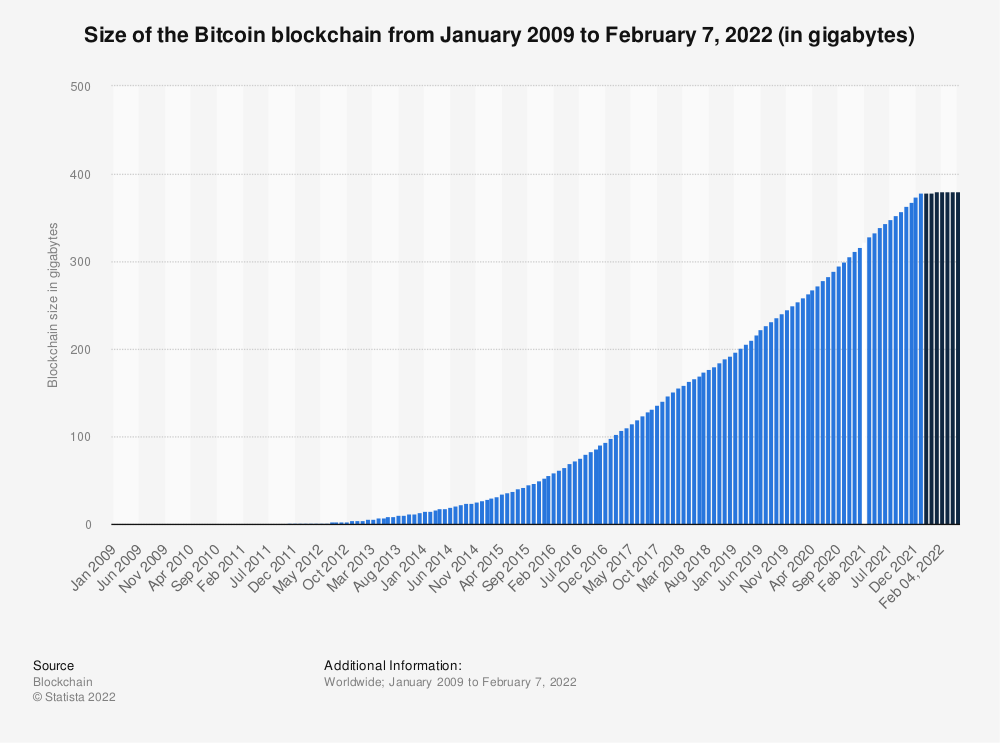 Size of the Bitcoin blockchain from January 2009 to February 7, 2022 (in gigabytes)
500
400
300
200
100
0
Blockchain size in gigabytes
Jan 2009
Jun 2009
Nov 2009
Apr 2010
Sep 2010
Feb 2011
Jul 2011
Dec 2011
May 2012
Oct 2012
Mar 2013
Aug 2013
Jan 2014
Jun 2014
Nov 2014
Apr 2015
Sep 2015
Feb 2016
Jul 2016
Dec 2016
May 2017
Oct 2017
Mar 2018
Aug 2018
Jan 2019
Jun 2019
Nov 2019
Apr 2020
Sep 2020
Feb 2021
Jul 2021
Dec 2021
Feb 04, 2022
Source
Blockchain
© Statista 2022
Additional Information:
Worldwide; January 2009 to February 7, 2022